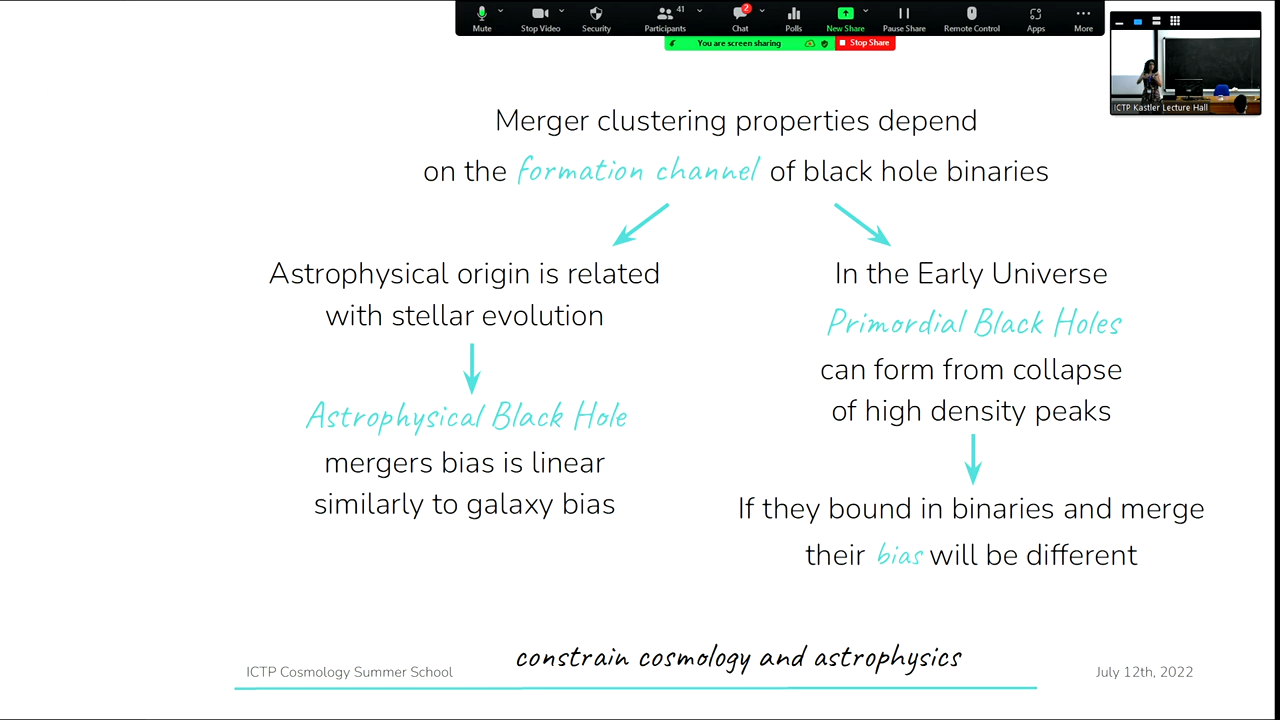 Mute
Stop Video
Security
Participants
41
Chat
2
Polls
New Share
Pause Share
Remote Control
Apps
More
You are screen sharing
Stop Share
ICTP Kastler Lecture Hall
Merger clustering properties depend
on the formation channel of black hole binaries
Astrophysical origin is related
with stellar evolution
Astrophysical Black Hole
mergers bias is linear
similarly to galaxy bias
In the Early Universe
Primordial Black Holes
can form from collapse
of high density peaks
If they bound in binaries and merge
their bias will be different
constrain cosmology and astrophysics
ICTP Cosmology Summer School
July 12th, 2022